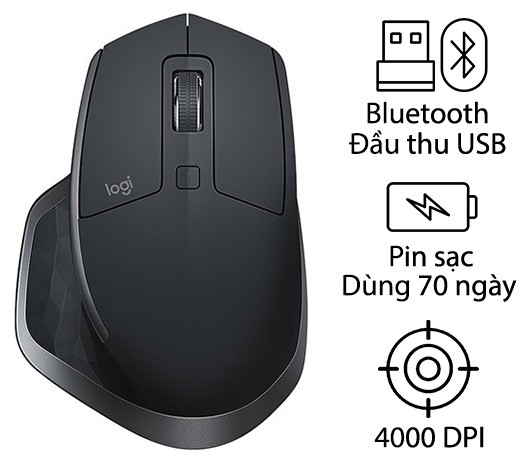 logi
Bluetooth
Đầu thu USB
Pin sạc
Dùng 70 ngày
4000 DPI